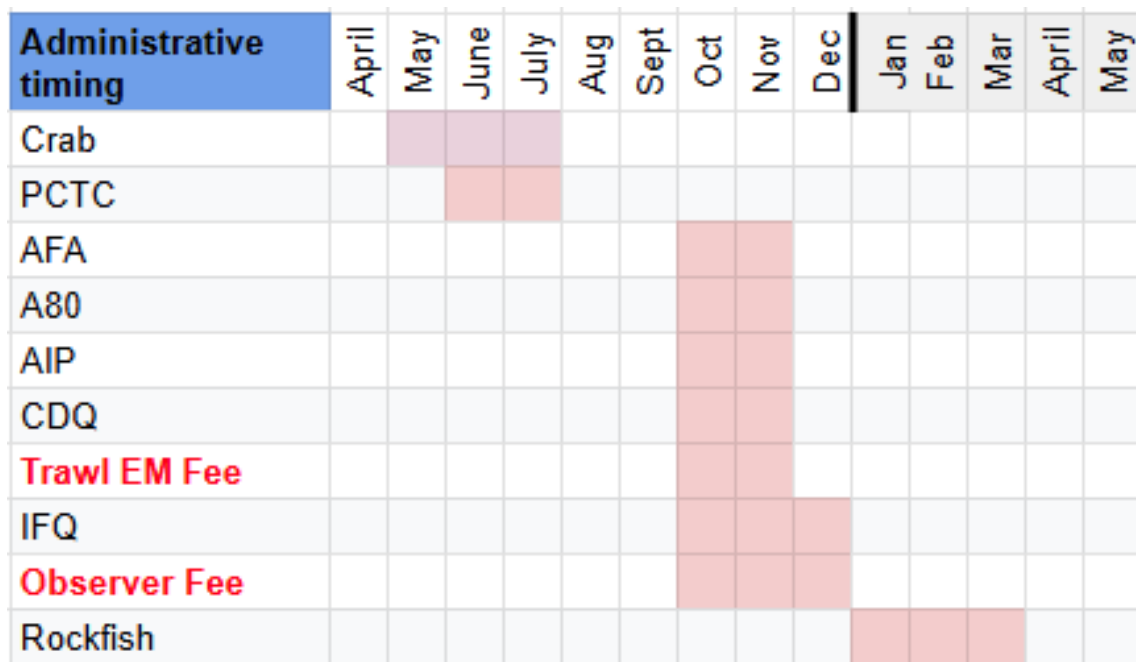 Administrative timing April May June July Aug Sept Oct Nov Dec Jan Feb Mar April May
Crab
PCTC
AFA
A80
AIP
CDQ
Trawl EM Fee
IFQ
Observer Fee
Rockfish